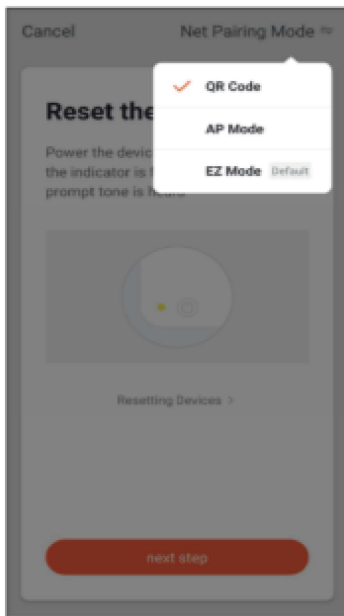 Cancel
Net Pairing Mode
QR Code
AP Mode
EZ Mode Default
Reset the
Power the devic
the indicator is
prompt tone is heard
Resetting Devices >
next step